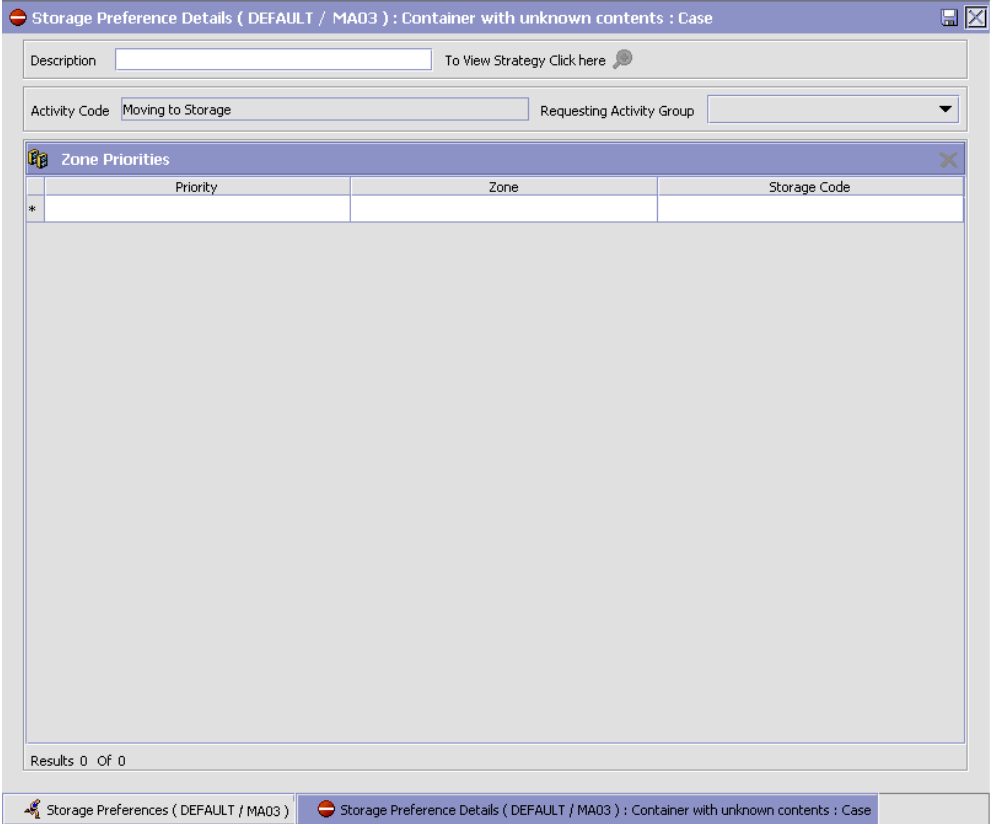 Storage Preference Details ( DEFAULT / MA03 ) : Container with unknown contents : Case
Description To View Strategy Click here
Activity Code Moving to Storage Requesting Activity Group
Zone Priorities
Priority Zone Storage Code
*
Results 0 Of 0
Storage Preferences ( DEFAULT / MA03 ) Storage Preference Details ( DEFAULT / MA03 ) : Container with unknown contents : Case